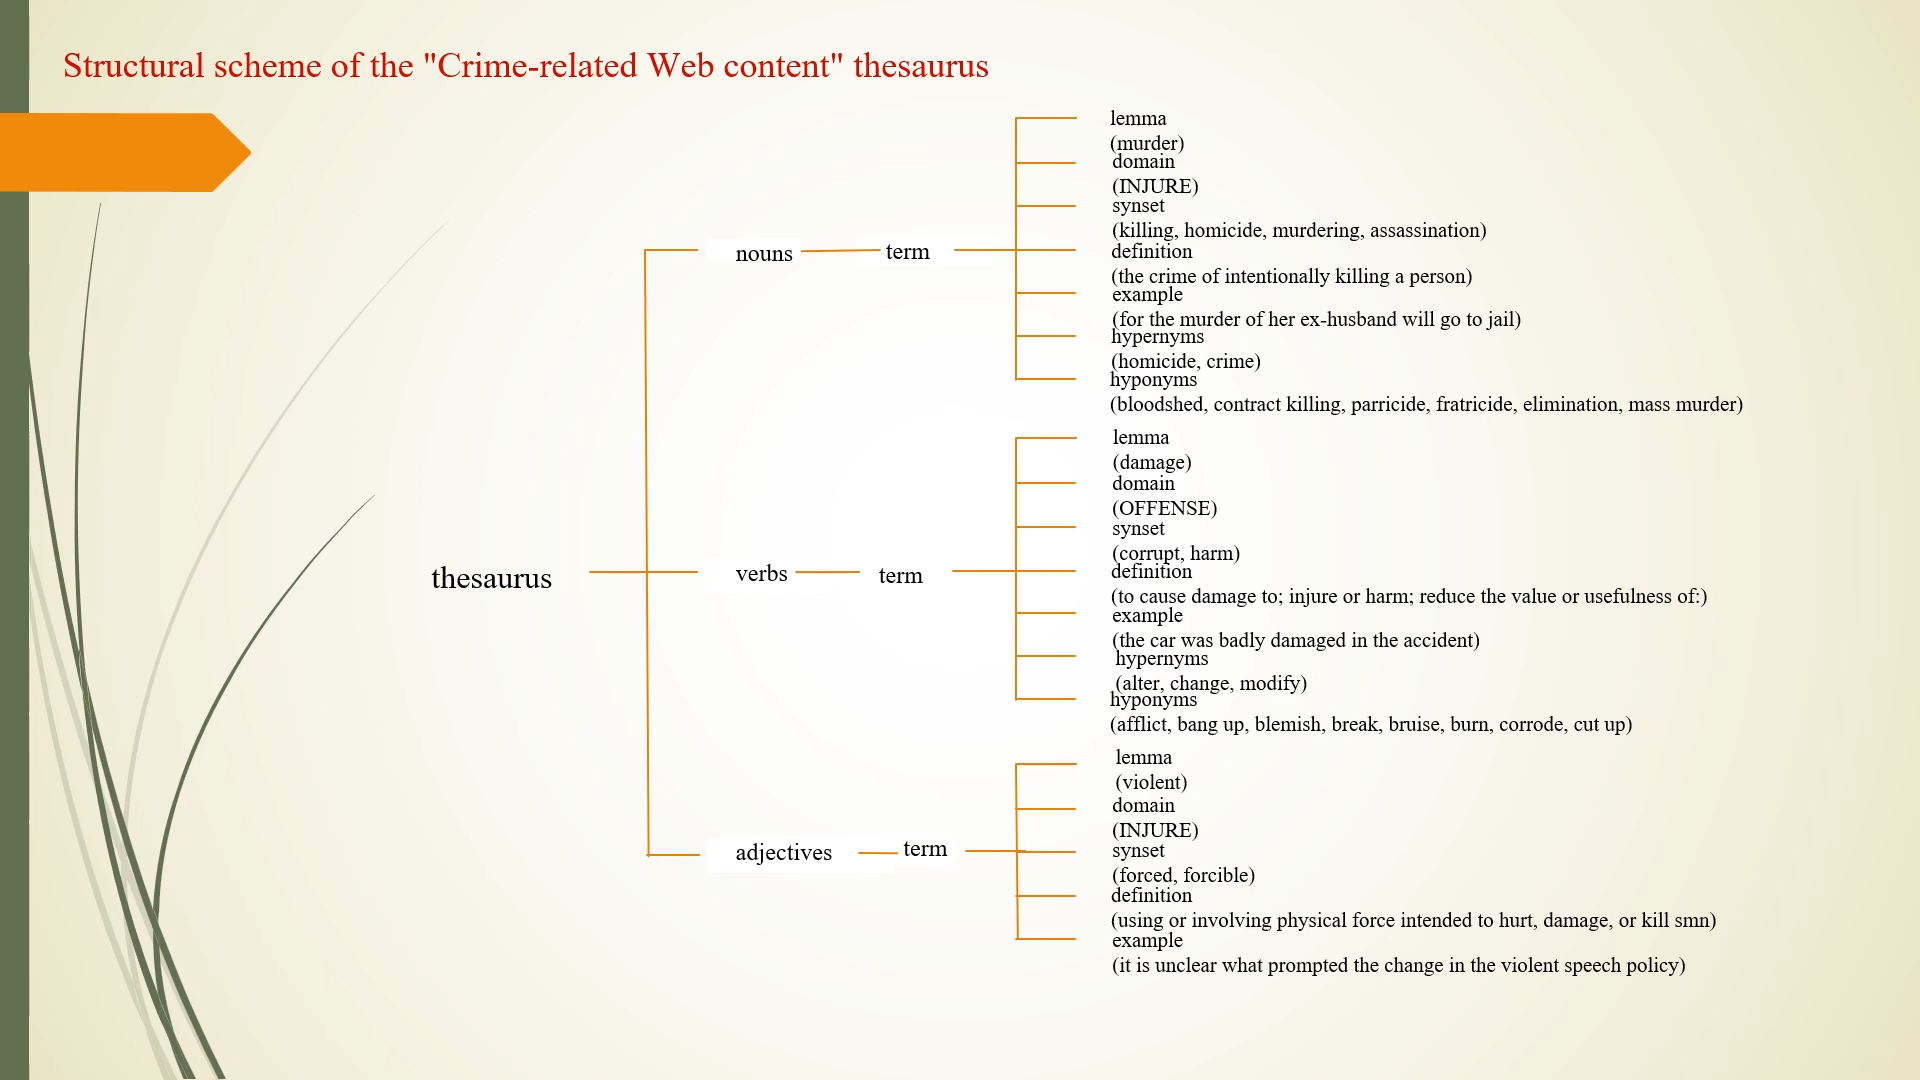 Structural scheme of the "Crime-related Web content" thesaurus
thesaurus
nouns
term
lemma
(murder)
domain
(INJURE)
synset
(killing, homicide, murdering, assassination)
definition
(the crime of intentionally killing a person)
example
(for the murder of her ex-husband will go to jail)
hypernyms
(homicide, crime)
hyponyms
(bloodshed, contract killing, parricide, fratricide, elimination, mass murder)
verbs
term
lemma
(damage)
domain
(OFFENSE)
synset
(corrupt, harm)
definition
(to cause damage to; injure or harm; reduce the value or usefulness of:)
example
(the car was badly damaged in the accident)
hypernyms
(alter, change, modify)
hyponyms
(afflict, bang up, blemish, break, bruise, burn, corrode, cut up)
adjectives
term
lemma
(violent)
domain
(INJURE)
synset
(forced, forcible)
definition
(using or involving physical force intended to hurt, damage, or kill smn)
example
(it is unclear what prompted the change in the violent speech policy)